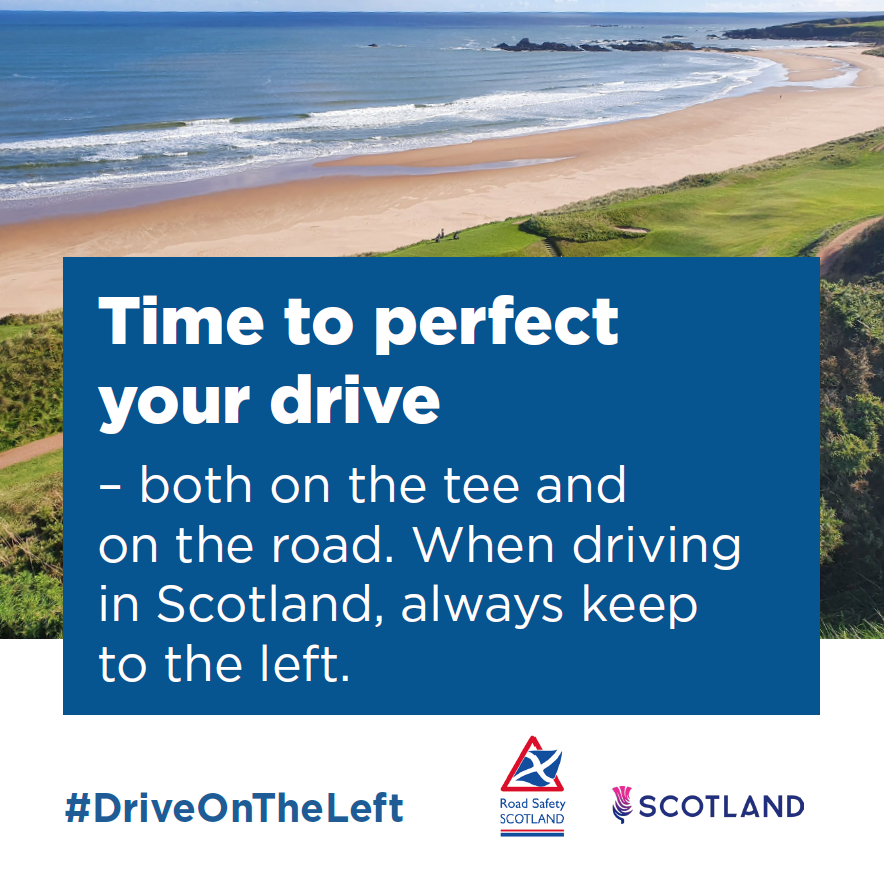 Time to perfect
your drive
– both on the tee and
on the road. When driving
in Scotland, always keep
to the left.
#DriveOnTheLeft
Road Safety
SCOTLAND
SCOTLAND